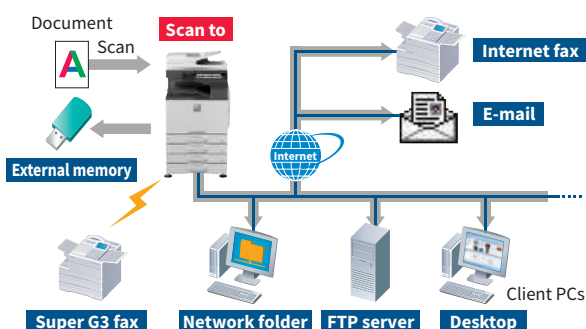 Document
Scan
A
Scan to
Internet fax
E-mail
External memory
Internet
Client PCs
Super G3 fax
Network folder
FTP server
Desktop